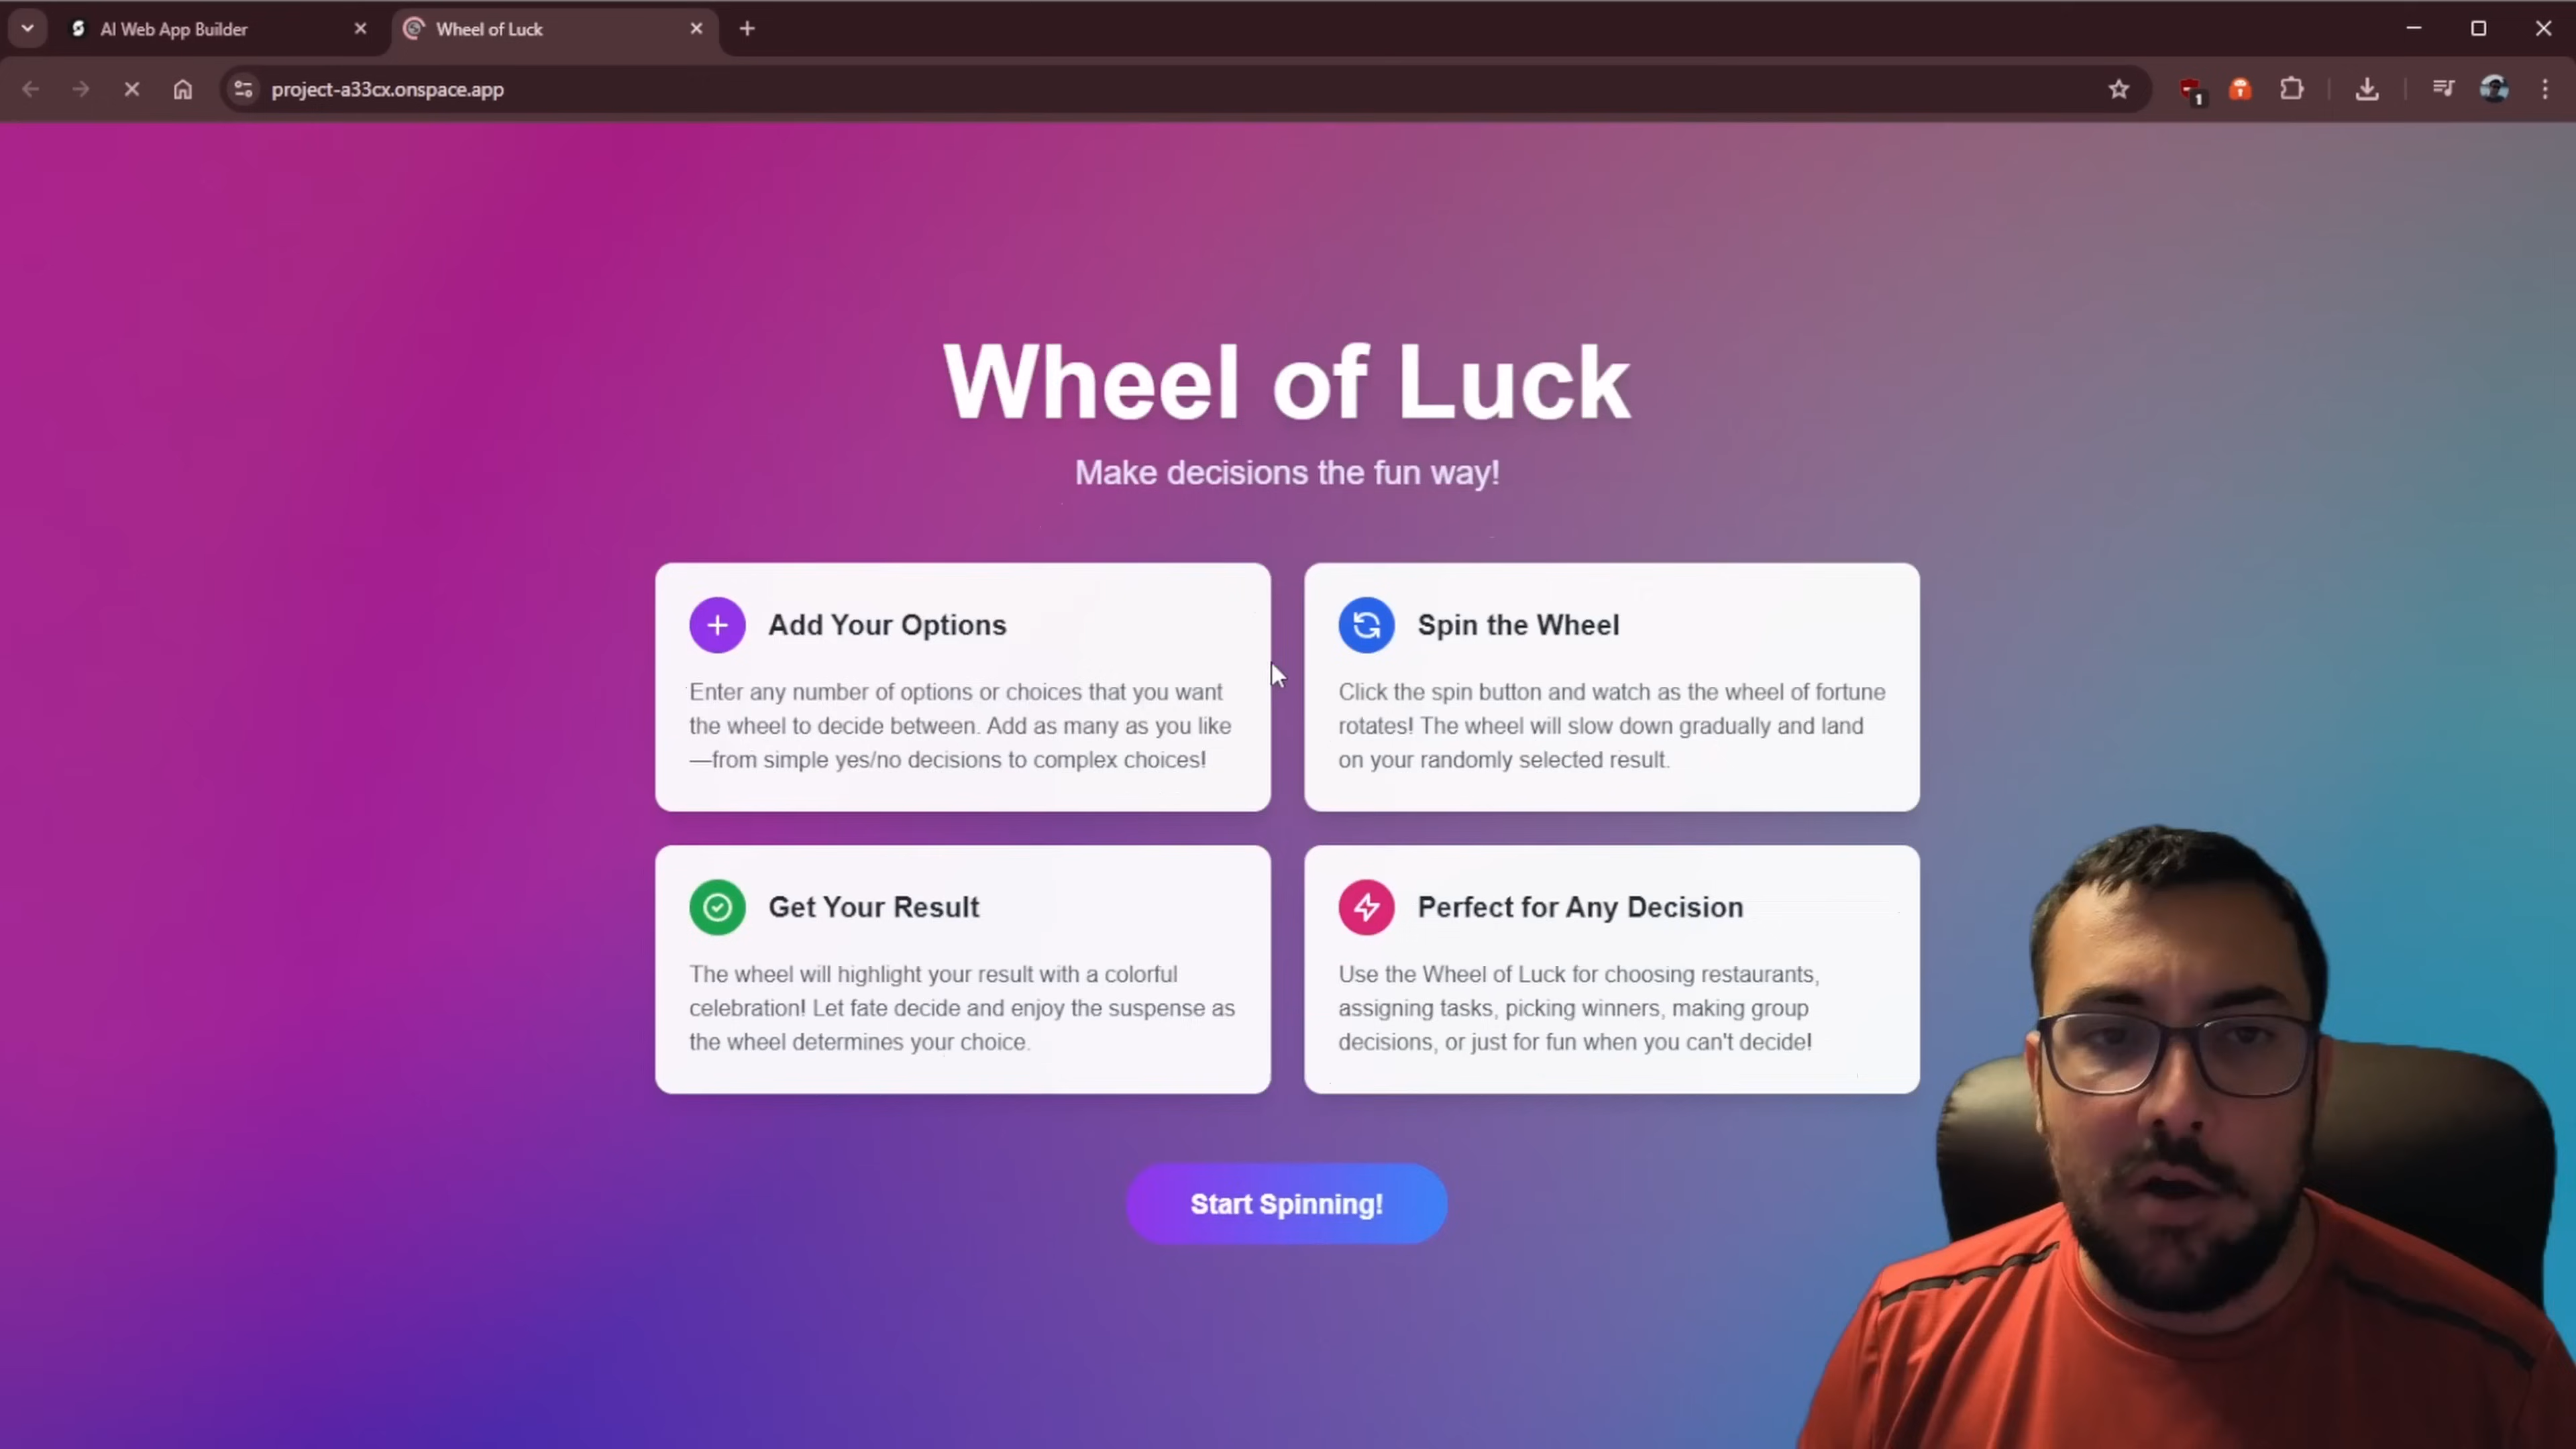 AI Web App Builder
Wheel of Luck
project-a33cx.onspace.app
1
Wheel of Luck
Make decisions the fun way!
Add Your Options
Enter any number of options or choices that you want
the wheel to decide between. Add as many as you like
—from simple yes/no decisions to complex choices!
Spin the Wheel
Click the spin button and watch as the wheel of fortune
rotates! The wheel will slow down gradually and land
on your randomly selected result.
Get Your Result
The wheel will highlight your result with a colorful
celebration! Let fate decide and enjoy the suspense as
the wheel determines your choice.
Perfect for Any Decision
Use the Wheel of Luck for choosing restaurants,
assigning tasks, picking winners, making group
decisions, or just for fun when you can't decide!
Start Spinning!